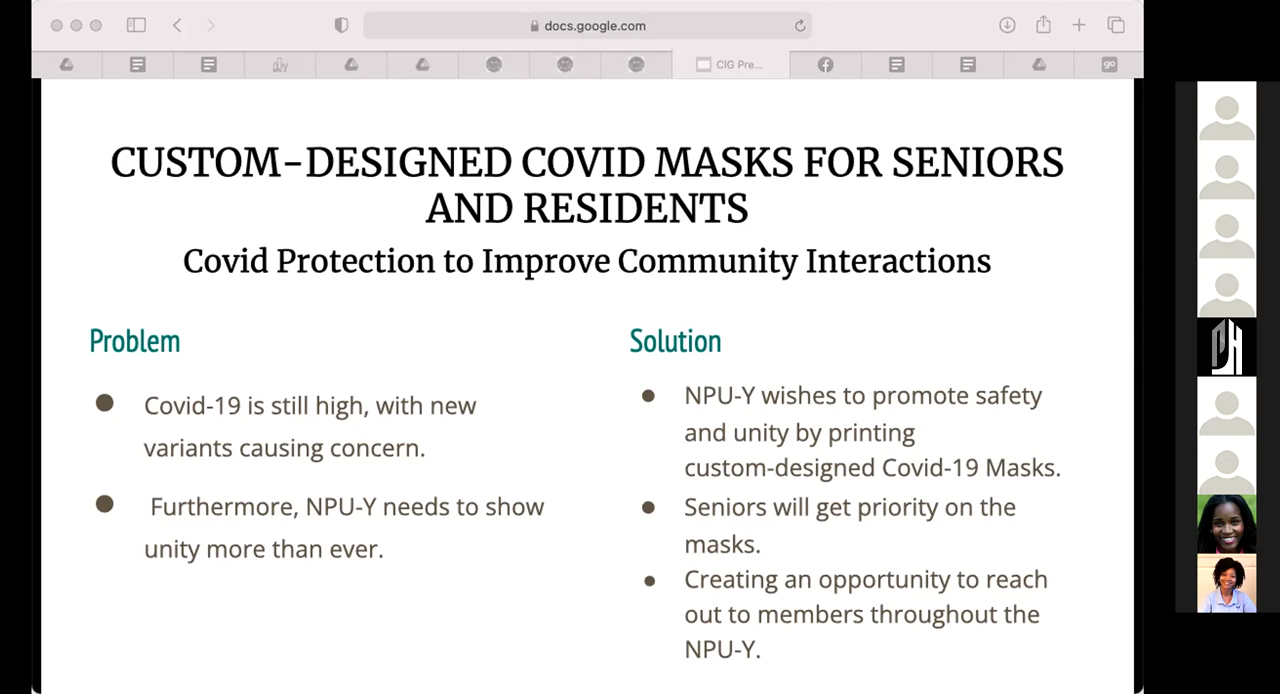 docs.google.com
CIG Pre...
go
CUSTOM-DESIGNED COVID MASKS FOR SENIORS
AND RESIDENTS
Covid Protection to Improve Community Interactions
Problem
Covid-19 is still high, with new
variants causing concern.
Furthermore, NPU-Y needs to show
unity more than ever.
Solution
NPU-Y wishes to promote safety
and unity by printing
custom-designed Covid-19 Masks.
Seniors will get priority on the
masks.
Creating an opportunity to reach
out to members throughout the
NPU-Y.